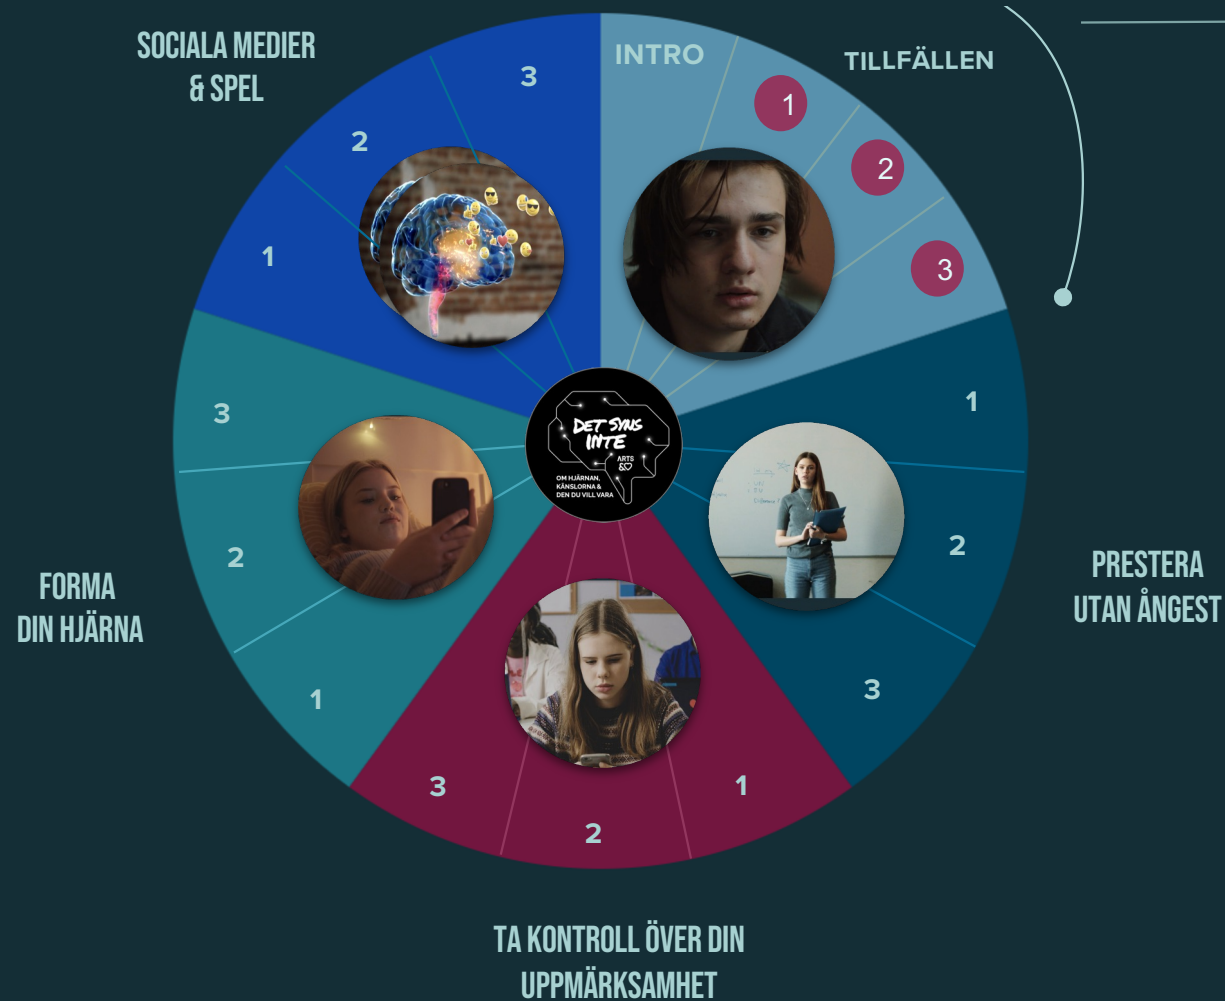 SOCIALA MEDIER
& SPEL
INTRO
TILLFÄLLEN
1
2
3
1
2
3
PRESTERA
UTAN ÅNGEST
1
2
3
TA KONTROLL ÖVER DIN
UPPMÄRKSAMHET
1
2
3
FORMA
DIN HJÄRNA
1
2
3
DET SYNS
INTE
ARTS
&
OM HJÄRNAN,
KÄNSLORNA &
DEN DU VILL VARA